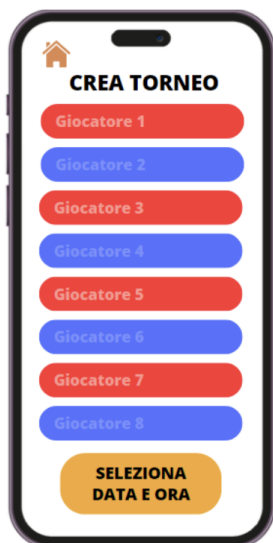 CREA TORNEO
Giocatore 1
Giocatore 2
Giocatore 3
Giocatore 4
Giocatore 5
Giocatore 6
Giocatore 7
Giocatore 8
SELEZIONA
DATA E ORA